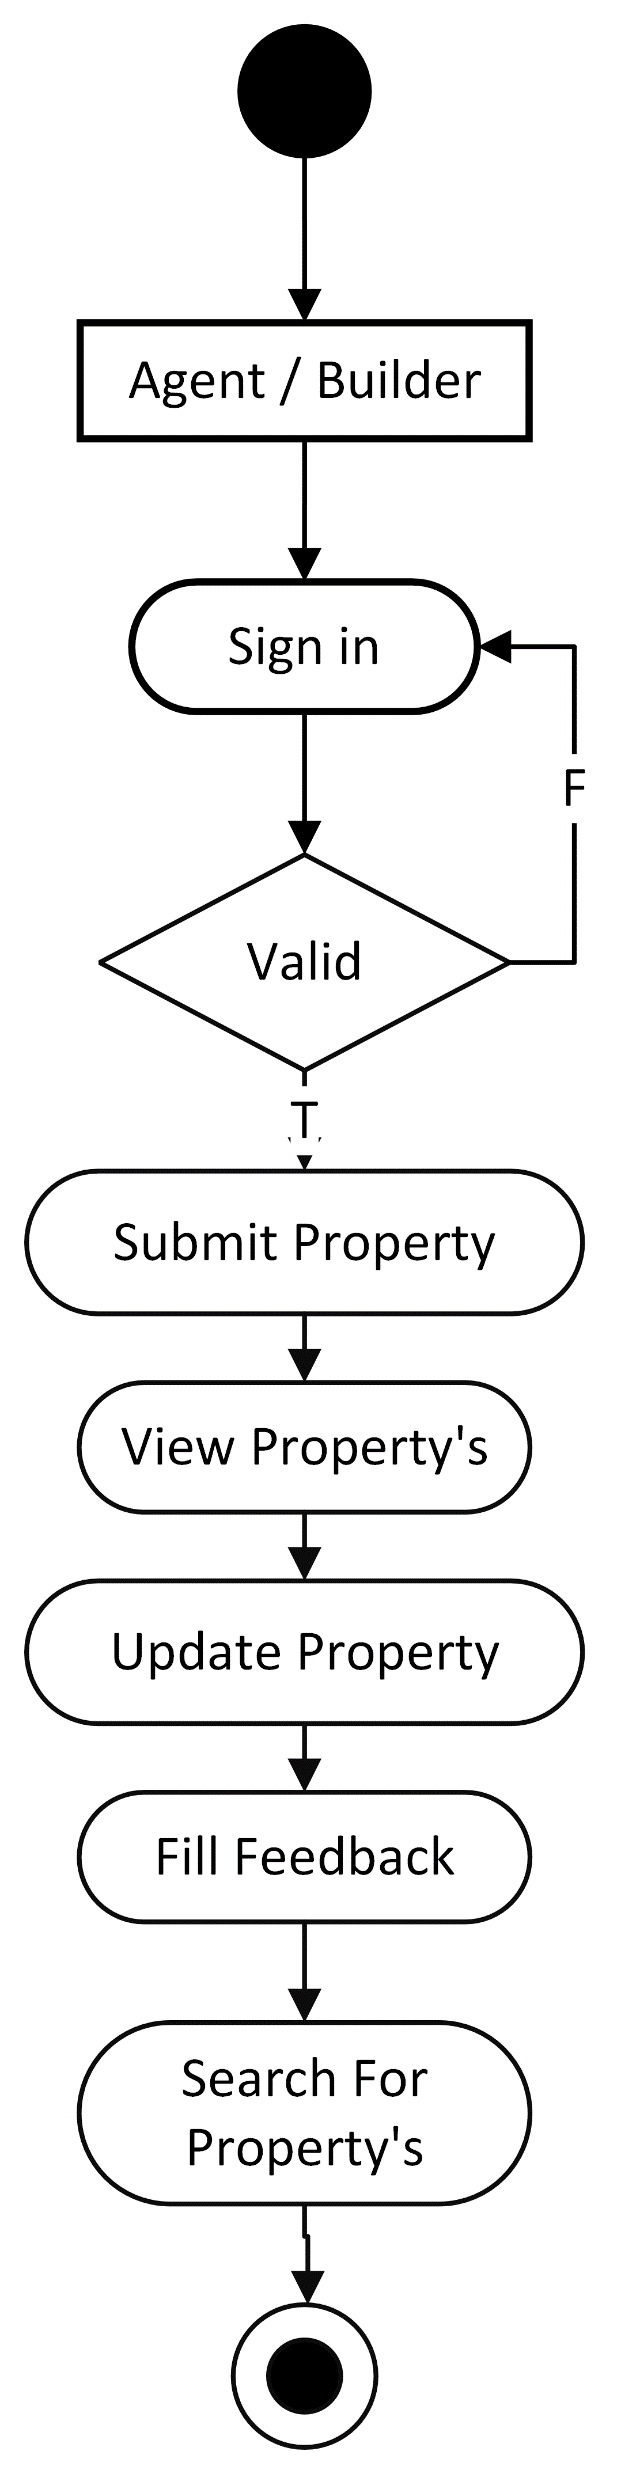 Agent / Builder
Sign in
F
Valid
T
Submit Property
View Property's
Update Property
Fill Feedback
Search For
Property's